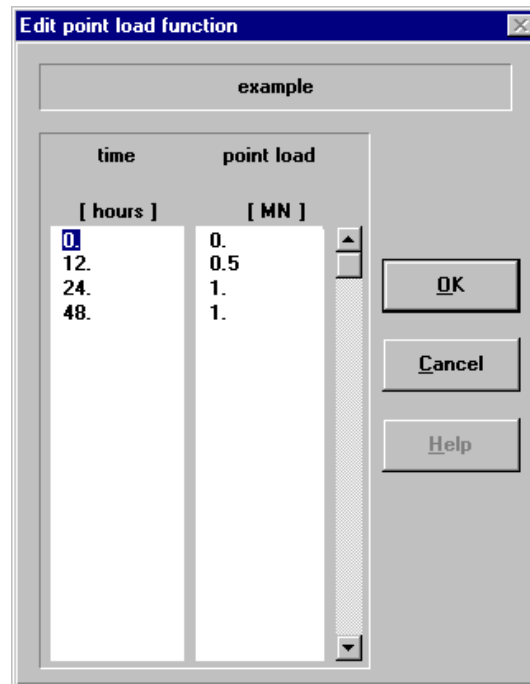 Edit point load function
example
time point load
[ hours ] [ MN ]
0. 0.
12. 0.5
24. 1.
48. 1.
OK
Cancel
Help